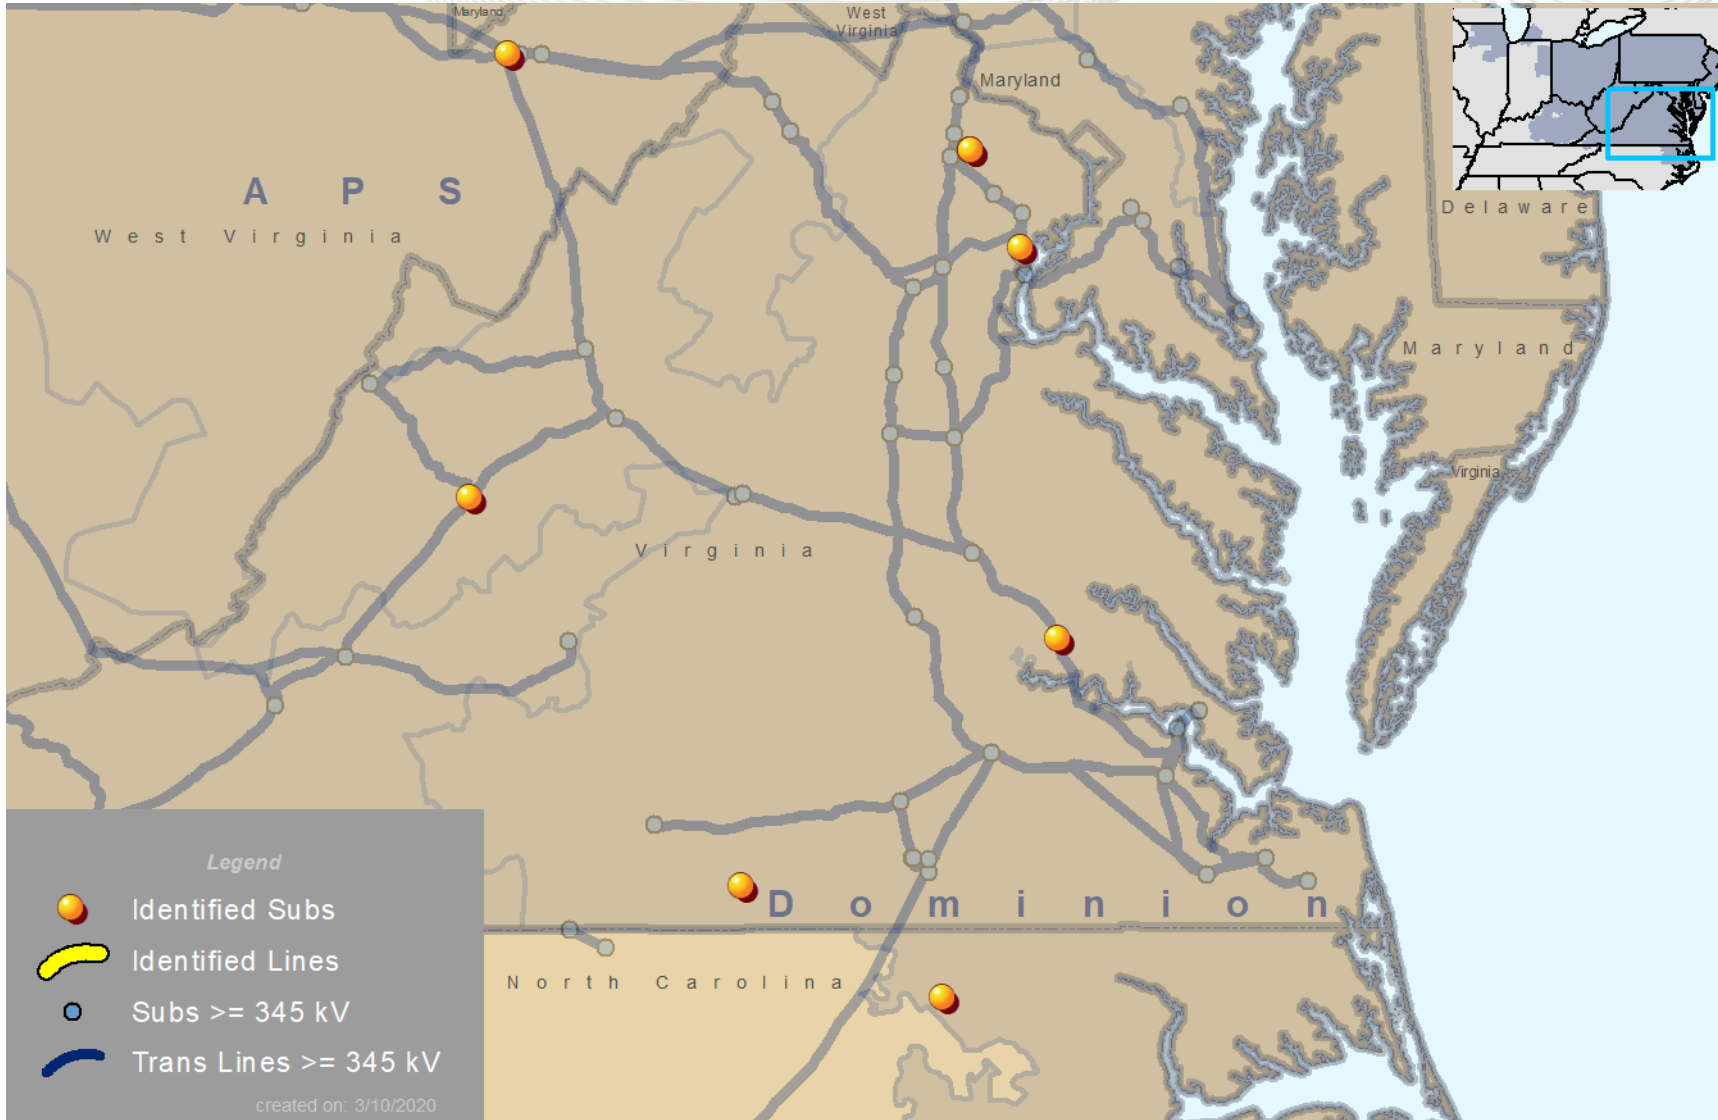 Maryland
West
Virginia
Maryland
A P S
West Virginia
Delaware
Maryland
Virginia
Virginia
Dominion
North Carolina
Legend
Identified Subs
Identified Lines
Subs >= 345 kV
Trans Lines >= 345 kV
created on: 3/10/2020